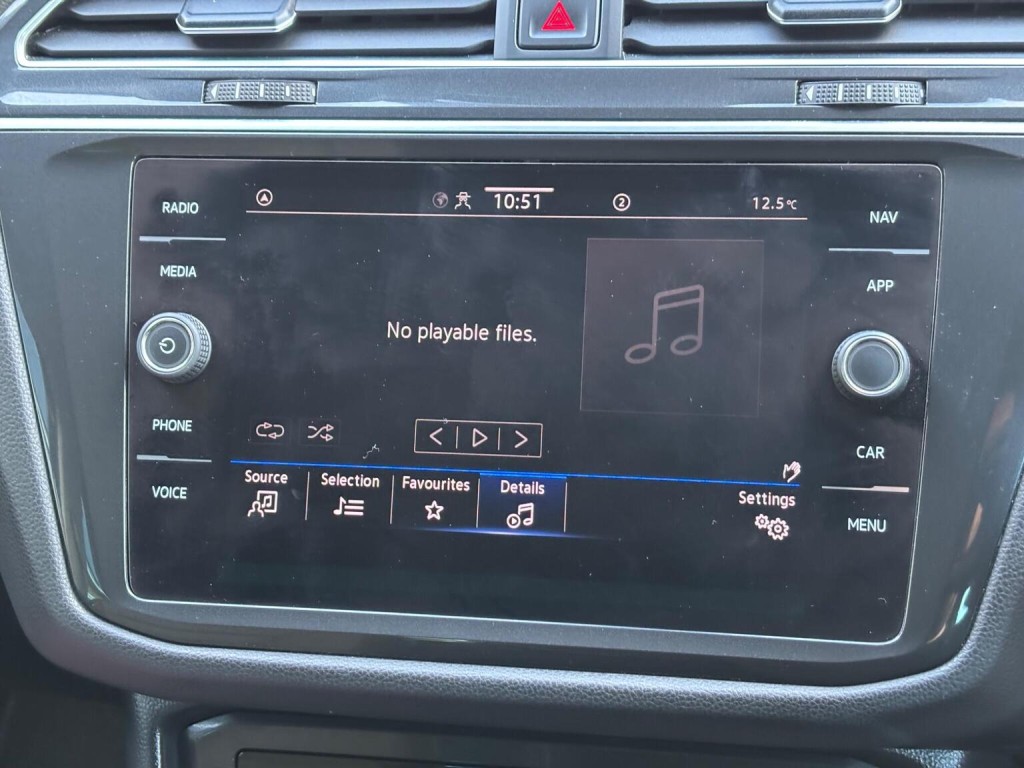 10:51
2
12.5°C
RADIO
NAV
MEDIA
APP
No playable files.
PHONE
CAR
Source
Selection
Favourites
Details
Settings
VOICE
MENU